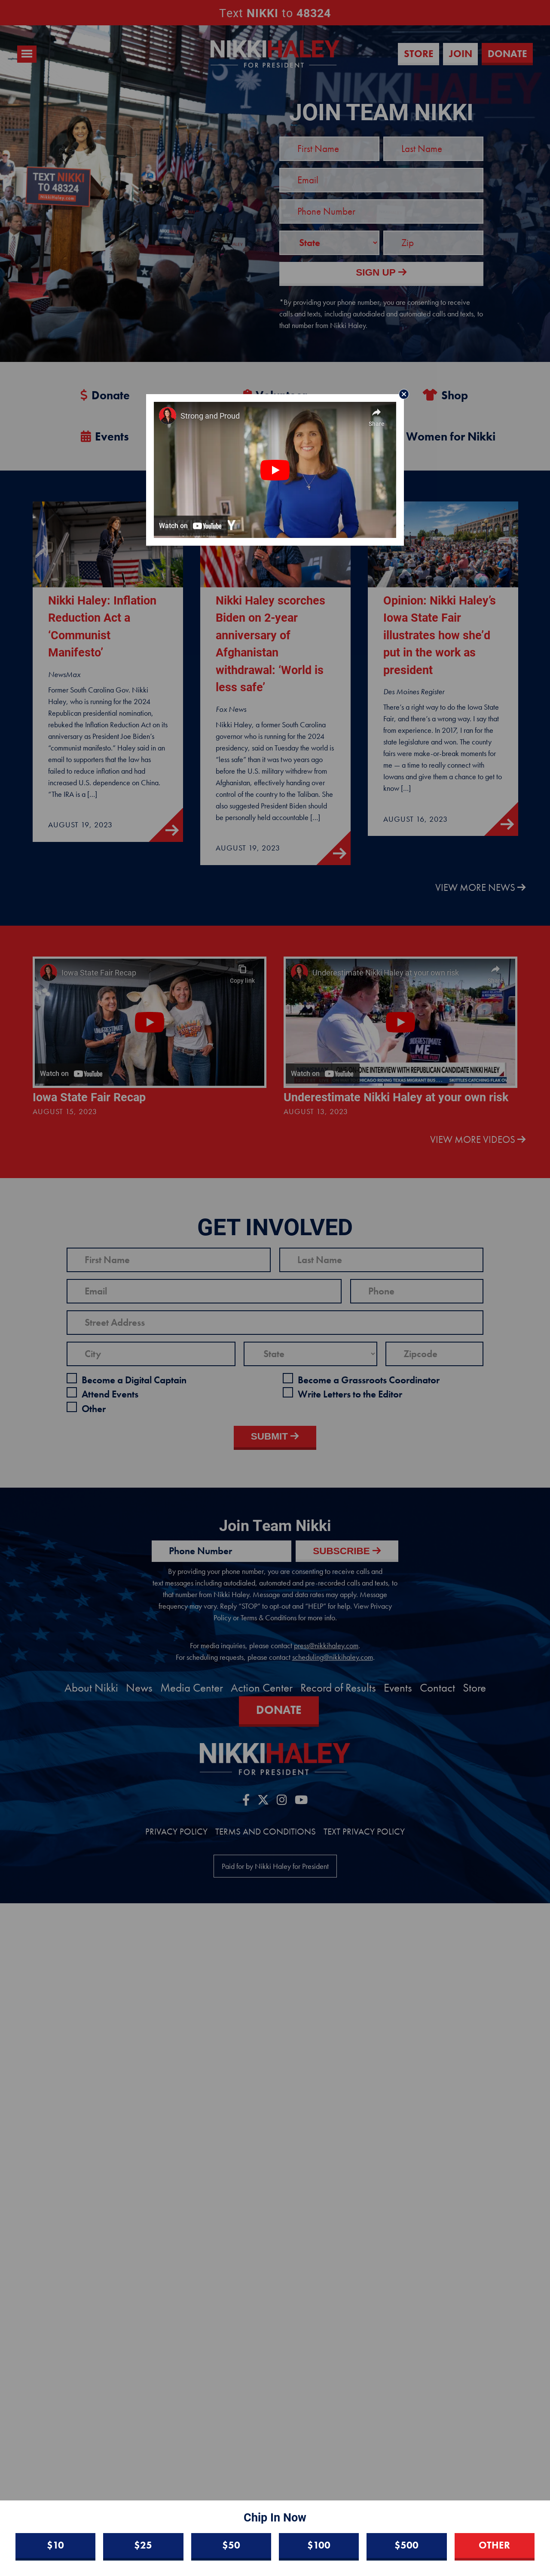 Text NIKKI to 48324
NIKKIHALEY
FOR PRESIDENT
STORE
JOIN
DONATE
TEXT NIKKI
TO 48324
JOIN TEAM NIKKI
First Name
Last Name
Email
Phone Number
State
Zip
SIGN UP
*By providing your phone number, you are consenting to receive
calls and texts, including autodialed and automated calls and texts, to
that number from Nikki Haley.
Donate
Shop
Events
Women for Nikki
Strong and Proud
Share
Watch on YouTube
Nikki Haley: Inflation
Reduction Act a
‘Communist
Manifesto’
NewsMax
Former South Carolina Gov. Nikki
Haley, who is running for the 2024
Republican presidential nomination,
rebuked the Inflation Reduction Act on its
anniversary as President Joe Biden’s
“communist manifesto.” Haley said in an
email to supporters that the law has
failed to reduce inflation and had
increased U.S. dependence on China.
“The IRA is a [...]
AUGUST 19, 2023
Nikki Haley scorches
Biden on 2-year
anniversary of
Afghanistan
withdrawal: ‘World is
less safe’
Fox News
Nikki Haley, a former South Carolina
governor who is running for the 2024
presidency, said on Tuesday the world is
“less safe” than it was two years ago
before the U.S. military withdrew from
Afghanistan, effectively handing over
control of the country to the Taliban. She
also suggested President Biden should
be personally held accountable [...]
AUGUST 19, 2023
Opinion: Nikki Haley’s
Iowa State Fair
illustrates how she’d
put in the work as
president
Des Moines Register
There’s a right way to do the Iowa State
Fair, and there’s a wrong way. I say that
from experience. In 2017, I ran for the
state legislature and won. The county
fairs were make-or-break moments for
me — a time to really connect with
Iowans and give them a chance to get to
know [...]
AUGUST 16, 2023
VIEW MORE NEWS
Iowa State Fair Recap
Copy link
Watch on YouTube
Iowa State Fair Recap
AUGUST 15, 2023
Underestimate Nikki Haley at your own risk
Watch on YouTube
ONE INTERVIEW WITH REPUBLICAN CANDIDATE NIKKI HALEY
Underestimate Nikki Haley at your own risk
AUGUST 13, 2023
VIEW MORE VIDEOS
GET INVOLVED
First Name
Last Name
Email
Phone
Street Address
City
State
Zipcode
Become a Digital Captain
Become a Grassroots Coordinator
Attend Events
Write Letters to the Editor
Other
SUBMIT
Join Team Nikki
Phone Number
SUBSCRIBE
By providing your phone number, you are consenting to receive calls and
text messages including autodialed, automated and pre-recorded calls and texts, to
that number from Nikki Haley. Message and data rates may apply. Message
frequency may vary. Reply “STOP” to opt-out and “HELP” for help. View Privacy
Policy or Terms & Conditions for more info.
For media inquiries, please contact press@nikkihaley.com.
For scheduling requests, please contact scheduling@nikkihaley.com.
About Nikki
News
Media Center
Action Center
Record of Results
Events
Contact
Store
DONATE
NIKKIHALEY
FOR PRESIDENT
PRIVACY POLICY
TERMS AND CONDITIONS
TEXT PRIVACY POLICY
Paid for by Nikki Haley for President
Chip In Now
$10
$25
$50
$100
$500
OTHER